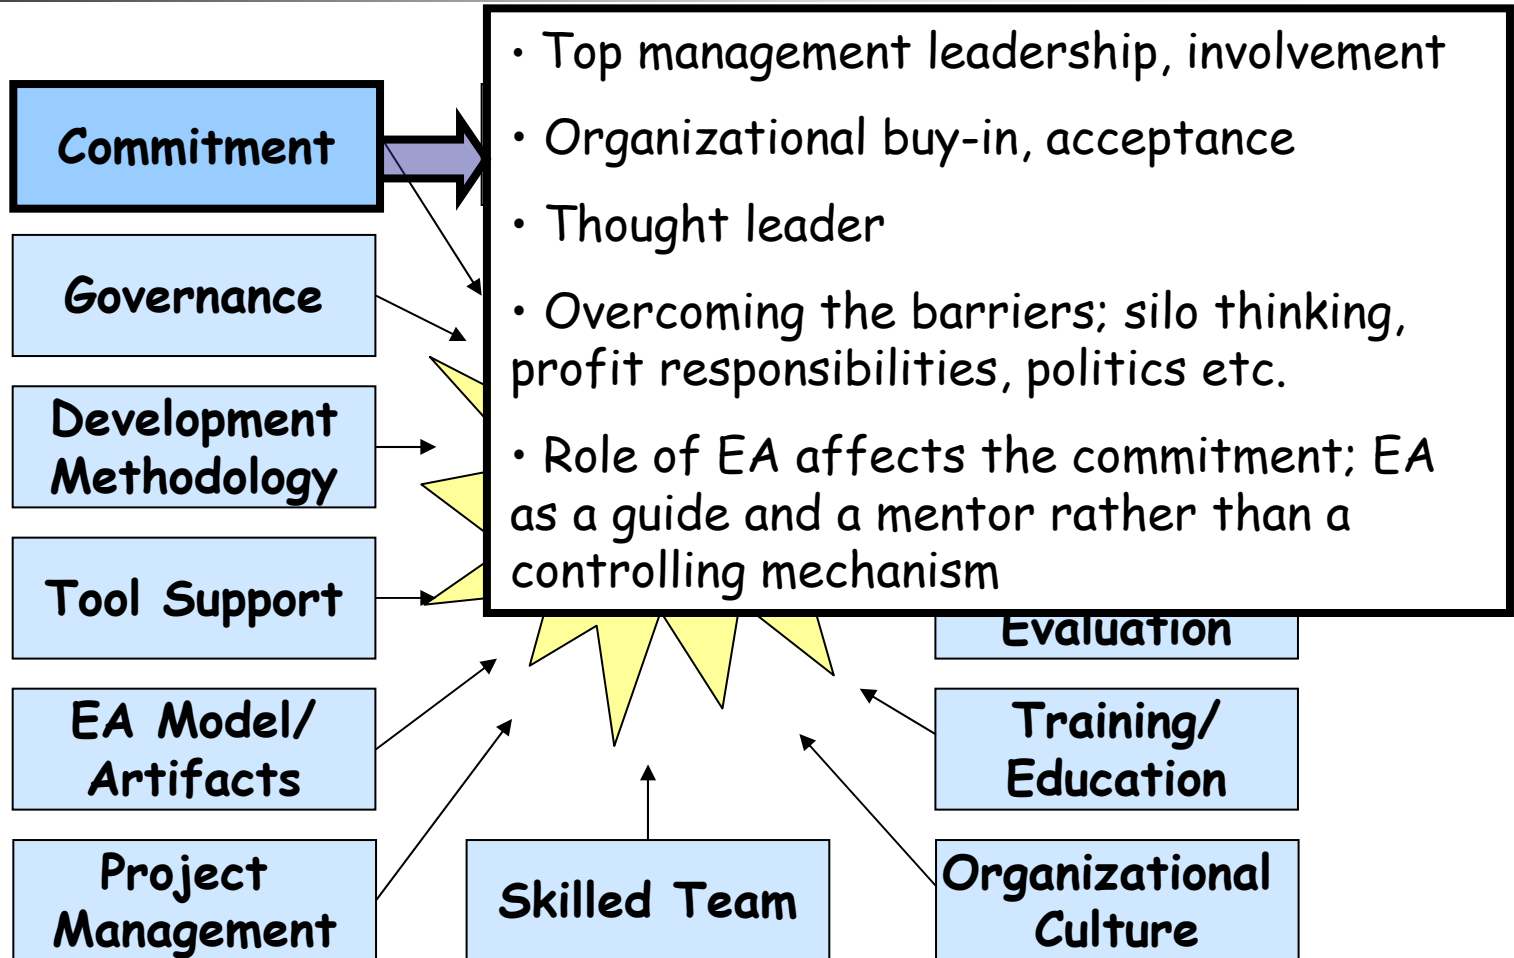 Commitment
• Top management leadership, involvement
• Organizational buy-in, acceptance
• Thought leader
• Overcoming the barriers; silo thinking,
profit responsibilities, politics etc.
• Role of EA affects the commitment; EA
as a guide and a mentor rather than a
controlling mechanism
Governance
Development
Methodology
Tool Support
EA Model/
Artifacts
Project
Management
Skilled Team
Evaluation
Training/
Education
Organizational
Culture